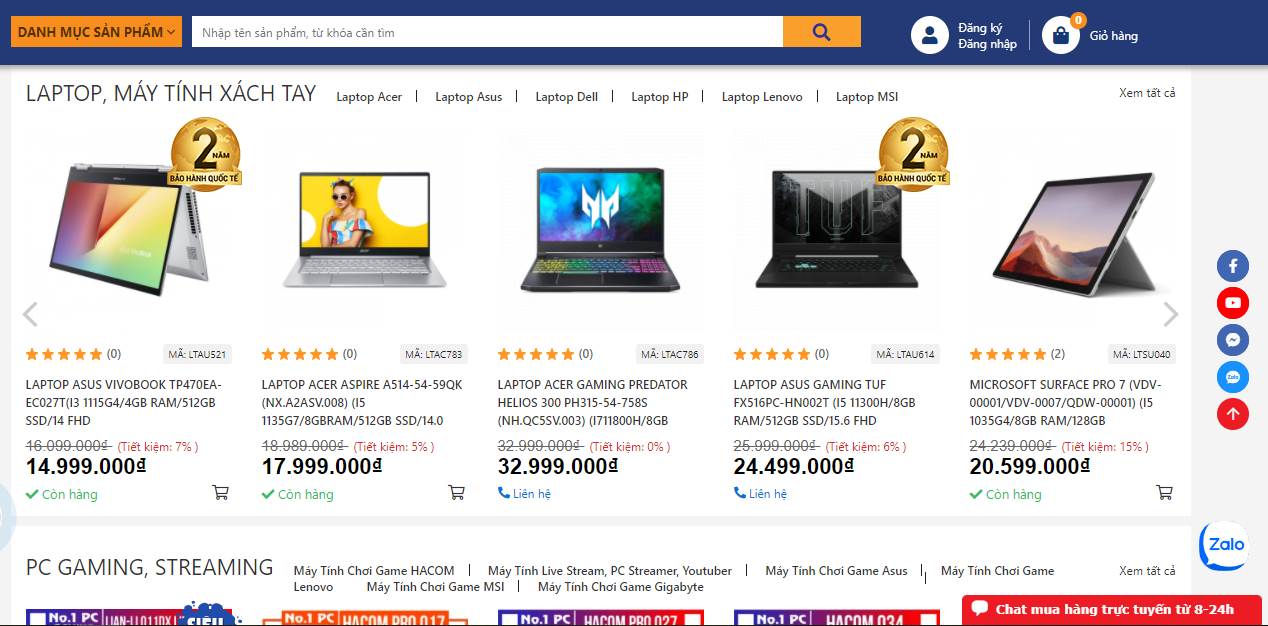 DANH MỤC SẢN PHẨM
Nhập tên sản phẩm, từ khóa cần tìm
Đăng ký
Đăng nhập
0
Giỏ hàng
LAPTOP, MÁY TÍNH XÁCH TAY
Laptop Acer | Laptop Asus | Laptop Dell | Laptop HP | Laptop Lenovo | Laptop MSI
Xem tất cả
2 NĂM
BẢO HÀNH QUỐC TẾ
TUF
2 NĂM
BẢO HÀNH QUỐC TẾ
(0)
MÃ: LTAU521
LAPTOP ASUS VIVOBOOK TP470EA-
EC027T(I3 1115G4/4GB RAM/512GB
SSD/14 FHD
16.099.000đ (Tiết kiệm: 7% )
14.999.000đ
Còn hàng
(0)
MÃ: LTAC783
LAPTOP ACER ASPIRE A514-54-59QK
(NX.A2ASV.008) (I5
1135G7/8GBRAM/512GB SSD/14.0
18.989.000đ (Tiết kiệm: 5% )
17.999.000đ
Còn hàng
(0)
MÃ: LTAC786
LAPTOP ACER GAMING PREDATOR
HELIOS 300 PH315-54-758S
(NH.QC5SV.003) (I711800H/8GB
32.999.000đ (Tiết kiệm: 0% )
32.999.000đ
Liên hệ
(0)
MÃ: LTAU614
LAPTOP ASUS GAMING TUF
FX516PC-HN002T (I5 11300H/8GB
RAM/512GB SSD/15.6 FHD
25.999.000đ (Tiết kiệm: 6% )
24.499.000đ
Liên hệ
(2)
MÃ: LTSU040
MICROSOFT SURFACE PRO 7 (VDV-
00001/VDV-0007/QDW-00001) (I5
1035G4/8GB RAM/128GB
24.239.000đ (Tiết kiệm: 15% )
20.599.000đ
Còn hàng
Zalo
Zalo
PC GAMING, STREAMING
Máy Tính Chơi Game HACOM | Máy Tính Live Stream, PC Streamer, Youtuber | Máy Tính Chơi Game Asus | Máy Tính Chơi Game
Lenovo | Máy Tính Chơi Game MSI | Máy Tính Chơi Game Gigabyte
Xem tất cả
No.1 PC
SIÊU
No.1 PC HACOM PRO 017
No.1 PC HACOM PRO 027
No.1 PC HACOM 034
Chat mua hàng trực tuyến từ 8-24h